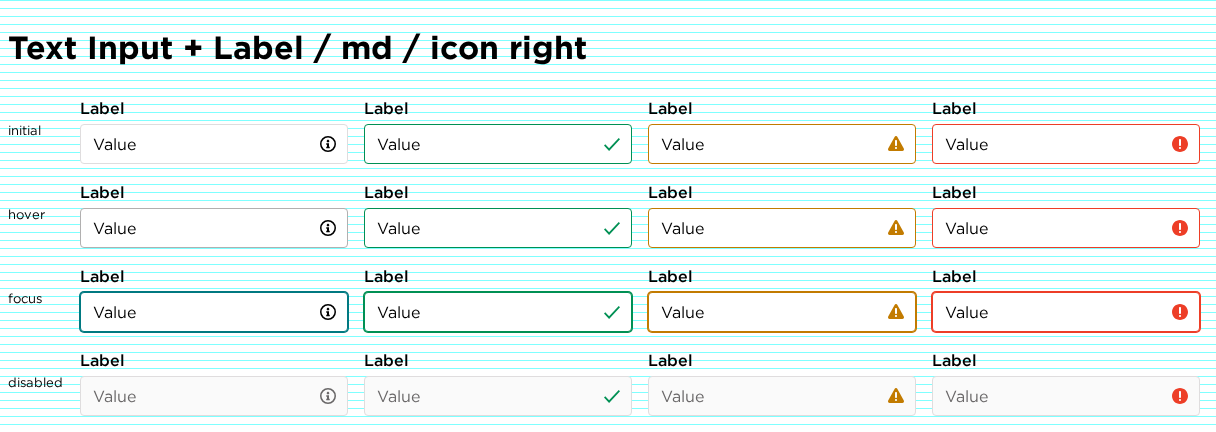 Text Input + Label / md / icon right
Label Label Label Label
initial Value Value Value Value
Label Label Label Label
hover Value Value Value Value
Label Label Label Label
focus Value Value Value Value
Label Label Label Label
disabled Value Value Value Value